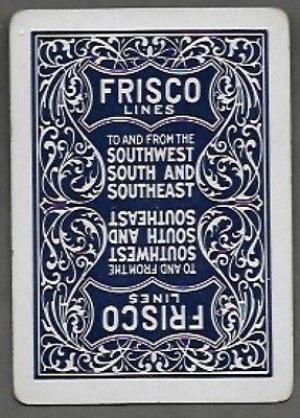 FRISCO
LINES
TO AND FROM THE
SOUTHWEST
SOUTH AND
SOUTHEAST
FRISCO
LINES
TO AND FROM THE
SOUTHWEST
SOUTH AND
SOUTHEAST